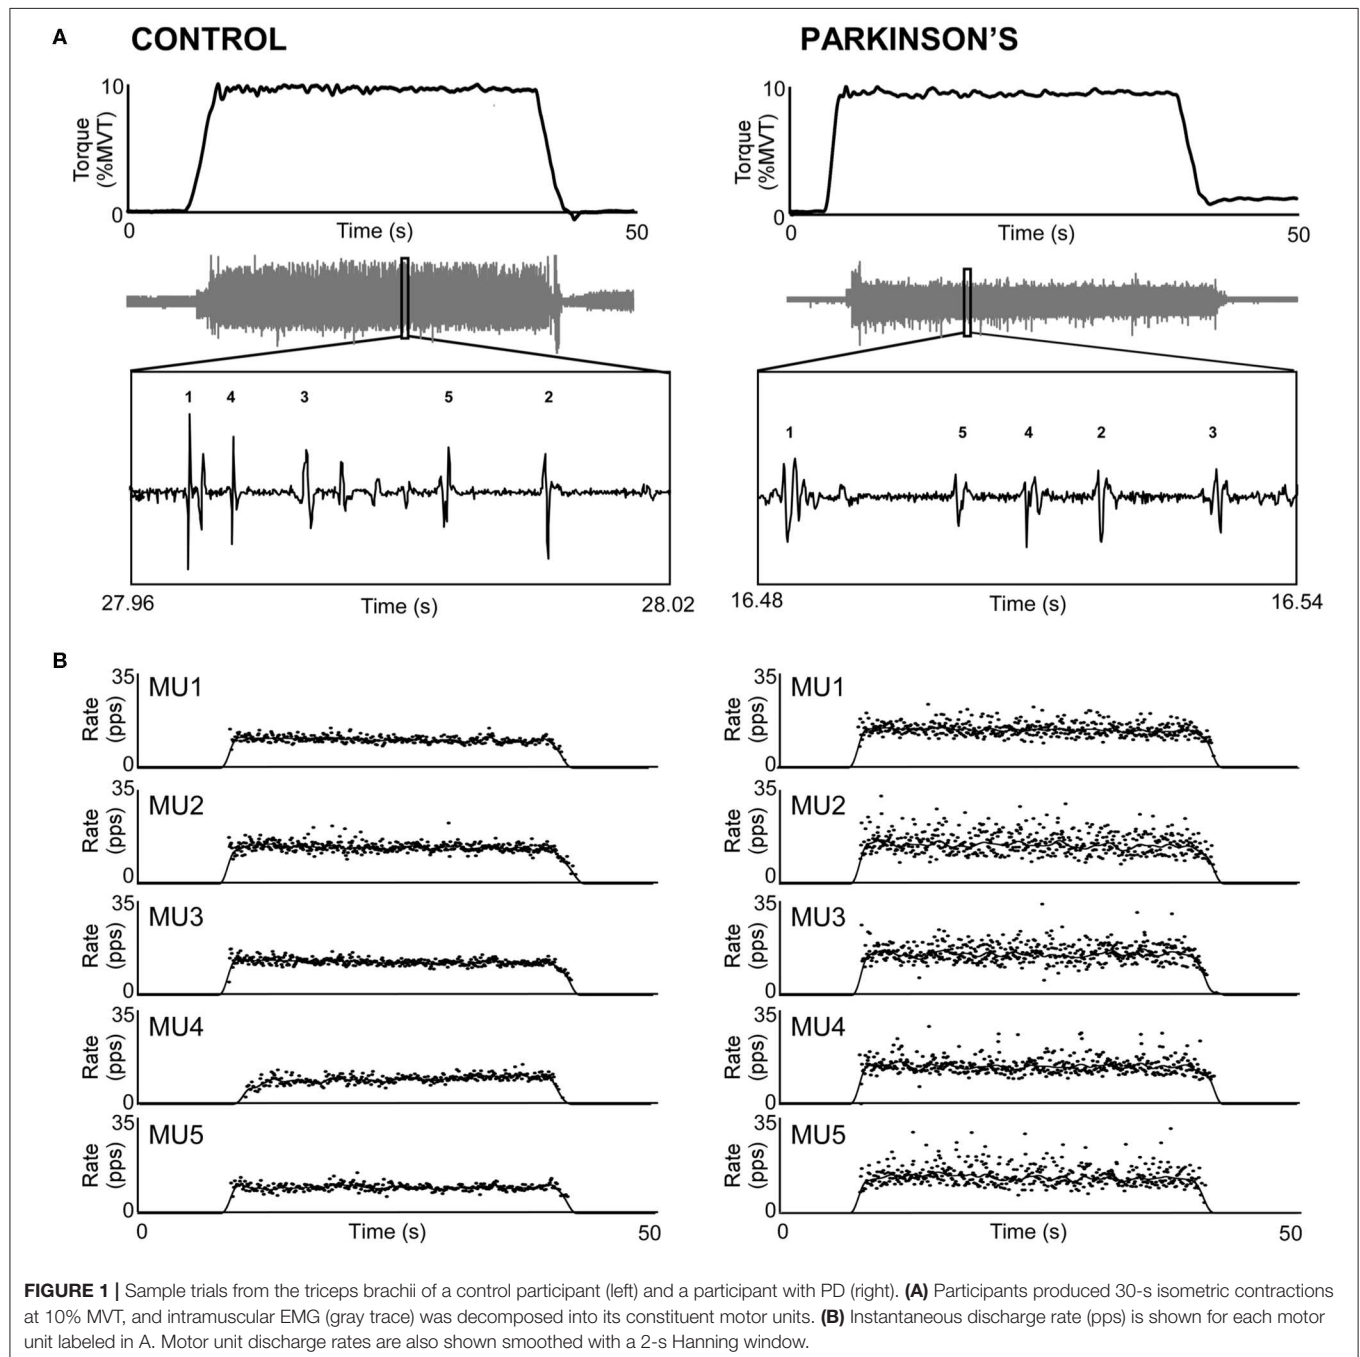 A
CONTROL
PARKINSON'S
10
Torque
(%MVT)
0
0
Time (s)
50
10
Torque
(%MVT)
0
0
Time (s)
50
1 4 3 5 2
1 5 4 2 3
27.96
Time (s)
28.02
16.48
Time (s)
16.54
B
35
Rate
(pps)
0
MU1
35
Rate
(pps)
0
MU1
35
Rate
(pps)
0
MU2
35
Rate
(pps)
0
MU2
35
Rate
(pps)
0
MU3
35
Rate
(pps)
0
MU3
35
Rate
(pps)
0
MU4
35
Rate
(pps)
0
MU4
35
Rate
(pps)
0
MU5
35
Rate
(pps)
0
MU5
0
Time (s)
50
0
Time (s)
50
FIGURE 1 | Sample trials from the triceps brachii of a control participant (left) and a participant with PD (right). (A) Participants produced 30-s isometric contractions
at 10% MVT, and intramuscular EMG (gray trace) was decomposed into its constituent motor units. (B) Instantaneous discharge rate (pps) is shown for each motor
unit labeled in A. Motor unit discharge rates are also shown smoothed with a 2-s Hanning window.